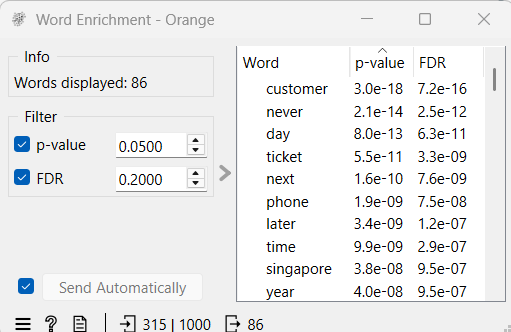 Word Enrichment - Orange
Info
Words displayed: 86
Filter
p-value 0.0500
FDR 0.2000
Send Automatically
Word p-value FDR
customer 3.0e-18 7.2e-16
never 2.1e-14 2.5e-12
day 8.0e-13 6.3e-11
ticket 5.5e-11 3.3e-09
next 1.6e-10 7.6e-09
phone 1.9e-09 7.5e-08
later 3.4e-09 1.2e-07
time 9.9e-09 2.9e-07
singapore 3.8e-08 9.5e-07
year 4.0e-08 9.5e-07
? 315 | 1000 86